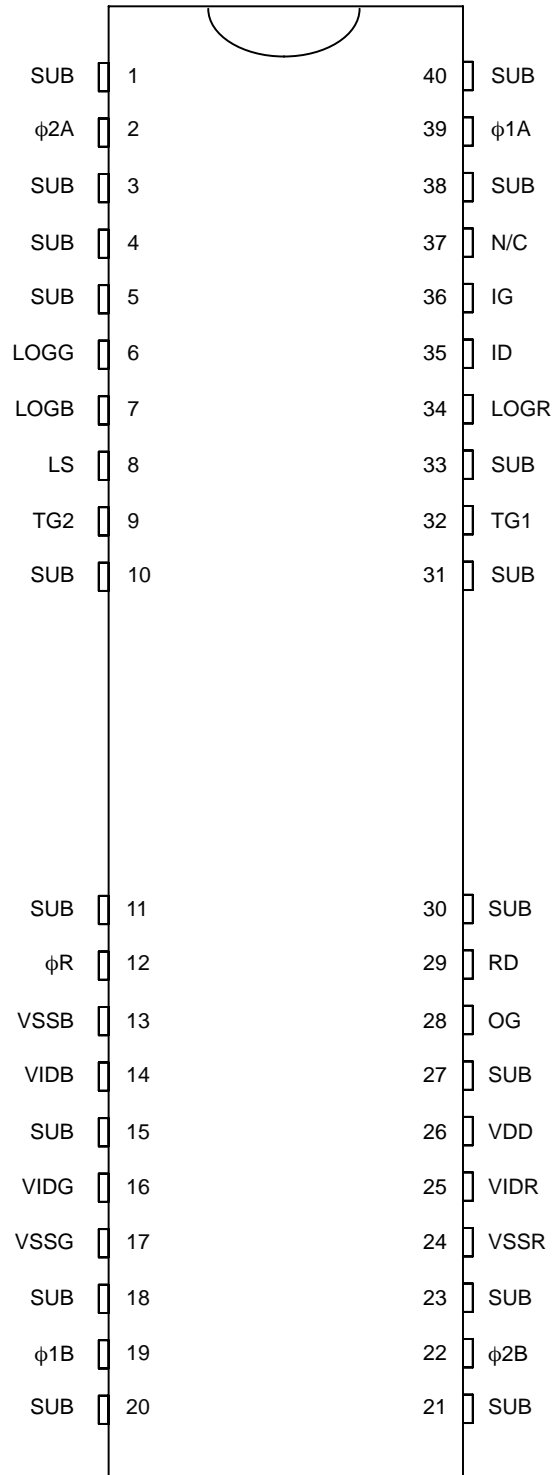 SUB 1 40 SUB
ϕ2A 2 39 ϕ1A
SUB 3 38 SUB
SUB 4 37 N/C
SUB 5 36 IG
LOGG 6 35 ID
LOGB 7 34 LOGR
LS 8 33 SUB
TG2 9 32 TG1
SUB 10 31 SUB
SUB 11 30 SUB
ϕR 12 29 RD
VSSB 13 28 OG
VIDB 14 27 SUB
SUB 15 26 VDD
VIDG 16 25 VIDR
VSSG 17 24 VSSR
SUB 18 23 SUB
ϕ1B 19 22 ϕ2B
SUB 20 21 SUB